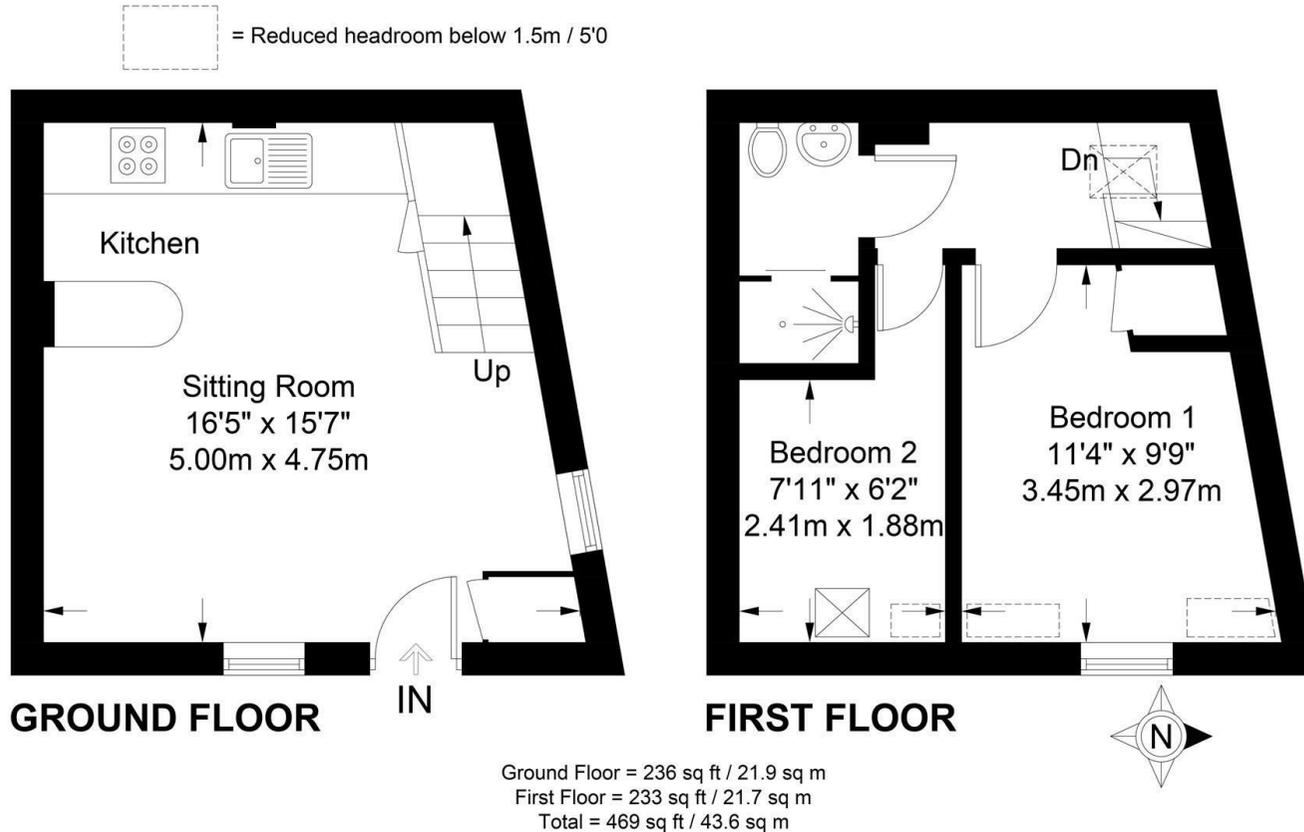 = Reduced headroom below 1.5m / 5'0
Kitchen
Sitting Room
16'5" x 15'7"
5.00m x 4.75m
Up
IN
GROUND FLOOR
Dn
Bedroom 2
7'11" x 6'2"
2.41m x 1.88m
Bedroom 1
11'4" x 9'9"
3.45m x 2.97m
FIRST FLOOR
N
Ground Floor = 236 sq ft / 21.9 sq m
First Floor = 233 sq ft / 21.7 sq m
Total = 469 sq ft / 43.6 sq m